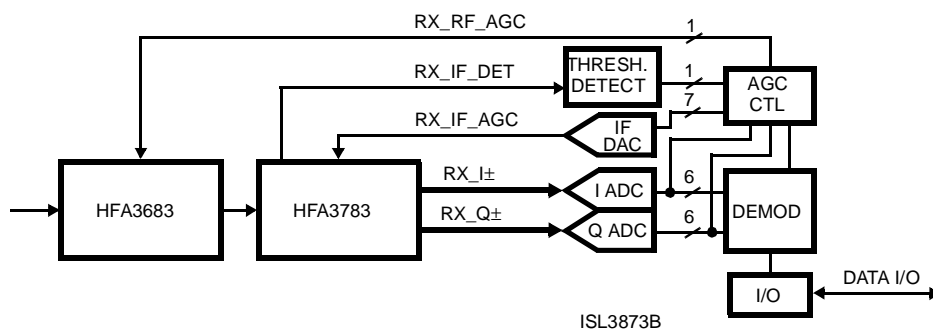 RX_RF_AGC
1
RX_IF_DET
THRESH.
DETECT
1
AGC
CTL
7
RX_IF_AGC
IF
DAC
HFA3683
HFA3783
RX_I±
I ADC
6
DEMOD
RX_Q±
Q ADC
6
I/O
DATA I/O
ISL3873B